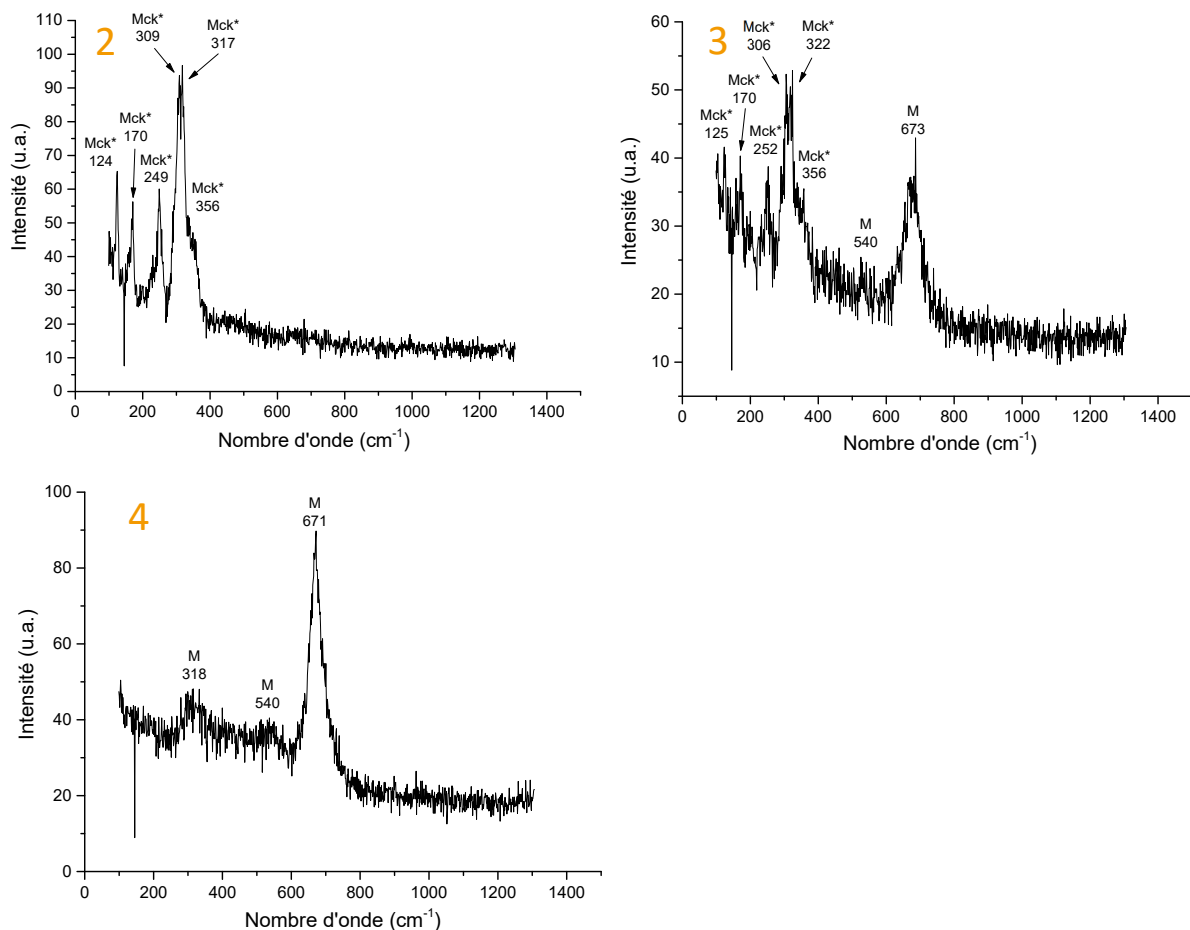 2
Mck*
309
Mck*
317
Mck*
124
Mck*
170
Mck*
249
Mck*
356
110
100
90
80
70
60
50
40
30
20
10
0
Intensité (u.a.)
0 200 400 600 800 1000 1200 1400
Nombre d'onde (cm⁻¹)
3
Mck*
306
Mck*
322
Mck*
125
Mck*
170
Mck*
252
Mck*
356
M
540
M
673
60
50
40
30
20
10
Intensité (u.a.)
0 200 400 600 800 1000 1200 1400
Nombre d'onde (cm⁻¹)
4
M
318
M
540
M
671
100
80
60
40
20
0
Intensité (u.a.)
0 200 400 600 800 1000 1200 1400
Nombre d'onde (cm⁻¹)